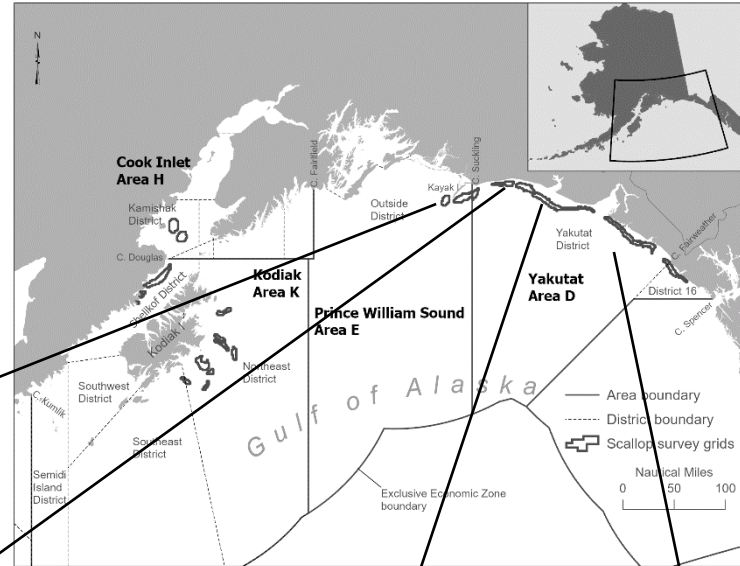 N
Cook Inlet
Area H
Kamishak
District
C. Douglas
Shelikof District
Kodiak I
Kodiak
Area K
C. Fairfield
Outside
District
Kayak I
C. Suckling
Prince William Sound
Area E
Yakutat
District
Yakutat
Area D
C. Fairweather
District 16
C. Spencer
Northeast
District
Southwest
District
C. Kumlik
Southeast
District
Semidi
Island
District
Gulf of Alaska
Exclusive Economic Zone
boundary
Area boundary
District boundary
Scallop survey grids
Nautical Miles
0 50 100